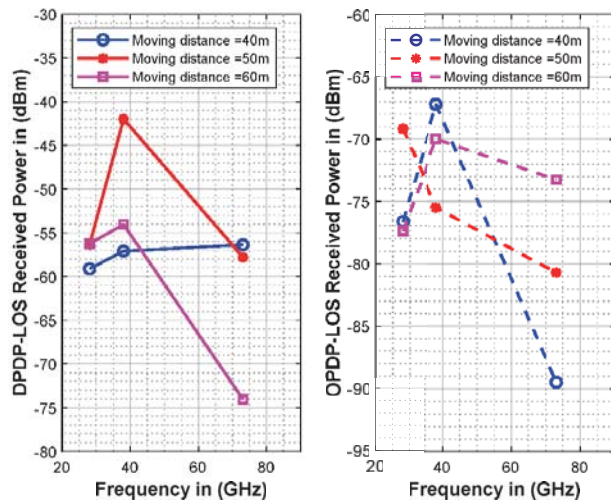 -30
-35
-40
-45
-50
-55
-60
-65
-70
-75
-80
20
40
60
80
DPDP-LOS Received Power in (dBm)
Frequency in (GHz)
Moving distance =40m
Moving distance =50m
Moving distance =60m
-60
-65
-70
-75
-80
-85
-90
-95
20
40
60
80
OPDP-LOS Received Power in (dBm)
Frequency in (GHz)
Moving distance =40m
Moving distance =50m
Moving distance =60m